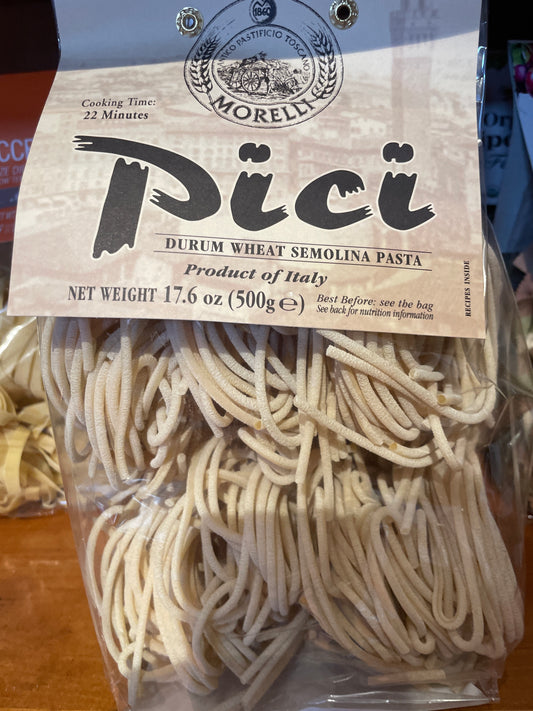 1860
ANTICO PASTIFICIO TOSCANO
MORELLI
Cooking Time:
22 Minutes
Pici
DURUM WHEAT SEMOLINA PASTA
Product of Italy
NET WEIGHT 17.6 oz (500g ℮)
Best Before: see the bag
See back for nutrition information
RECIPES INSIDE